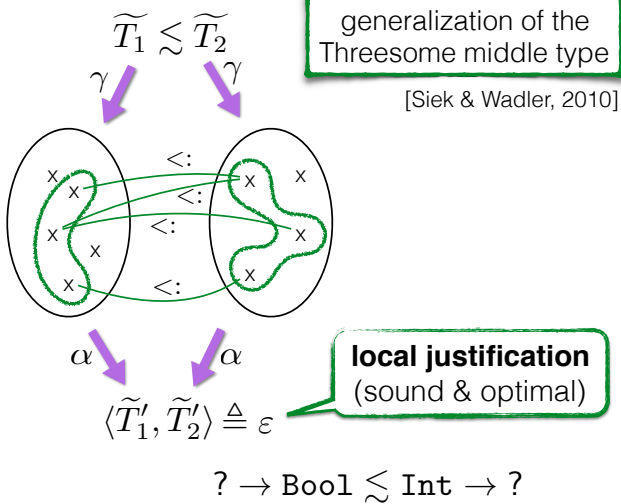 T̃₁ ≲ T̃₂
generalization of the
Threesome middle type
[Siek & Wadler, 2010]
γ γ
x x x x x
x x x x
<:
<:
<:
<:
α α
⟨T̃₁′, T̃₂′⟩ ≜ ε
local justification
(sound & optimal)
? → Bool ≲ Int → ?